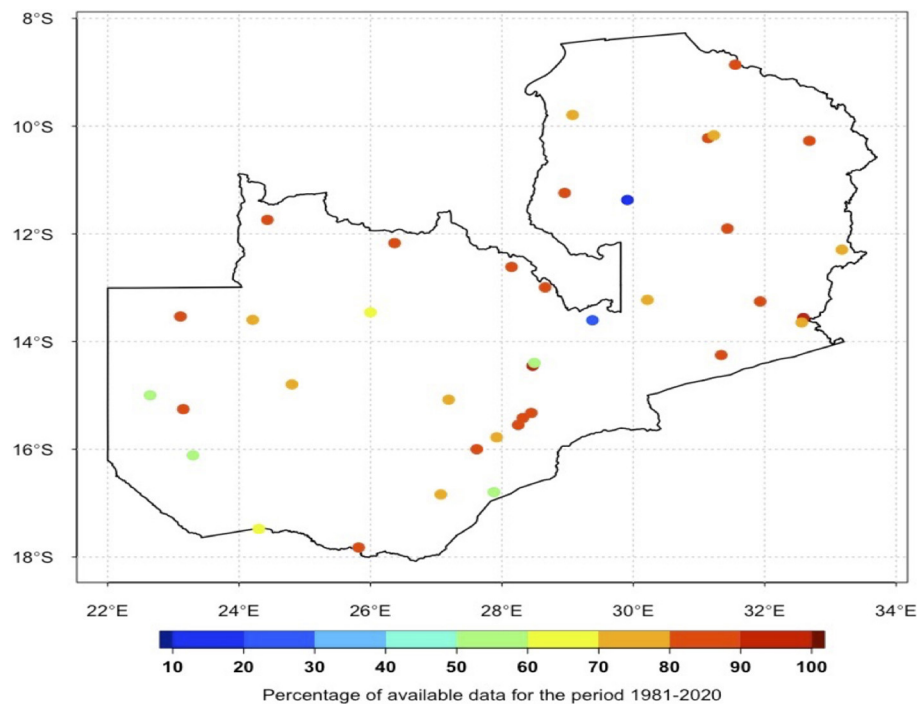 8°S
10°S
12°S
14°S
16°S
18°S
22°E 24°E 26°E 28°E 30°E 32°E 34°E
10 20 30 40 50 60 70 80 90 100
Percentage of available data for the period 1981-2020